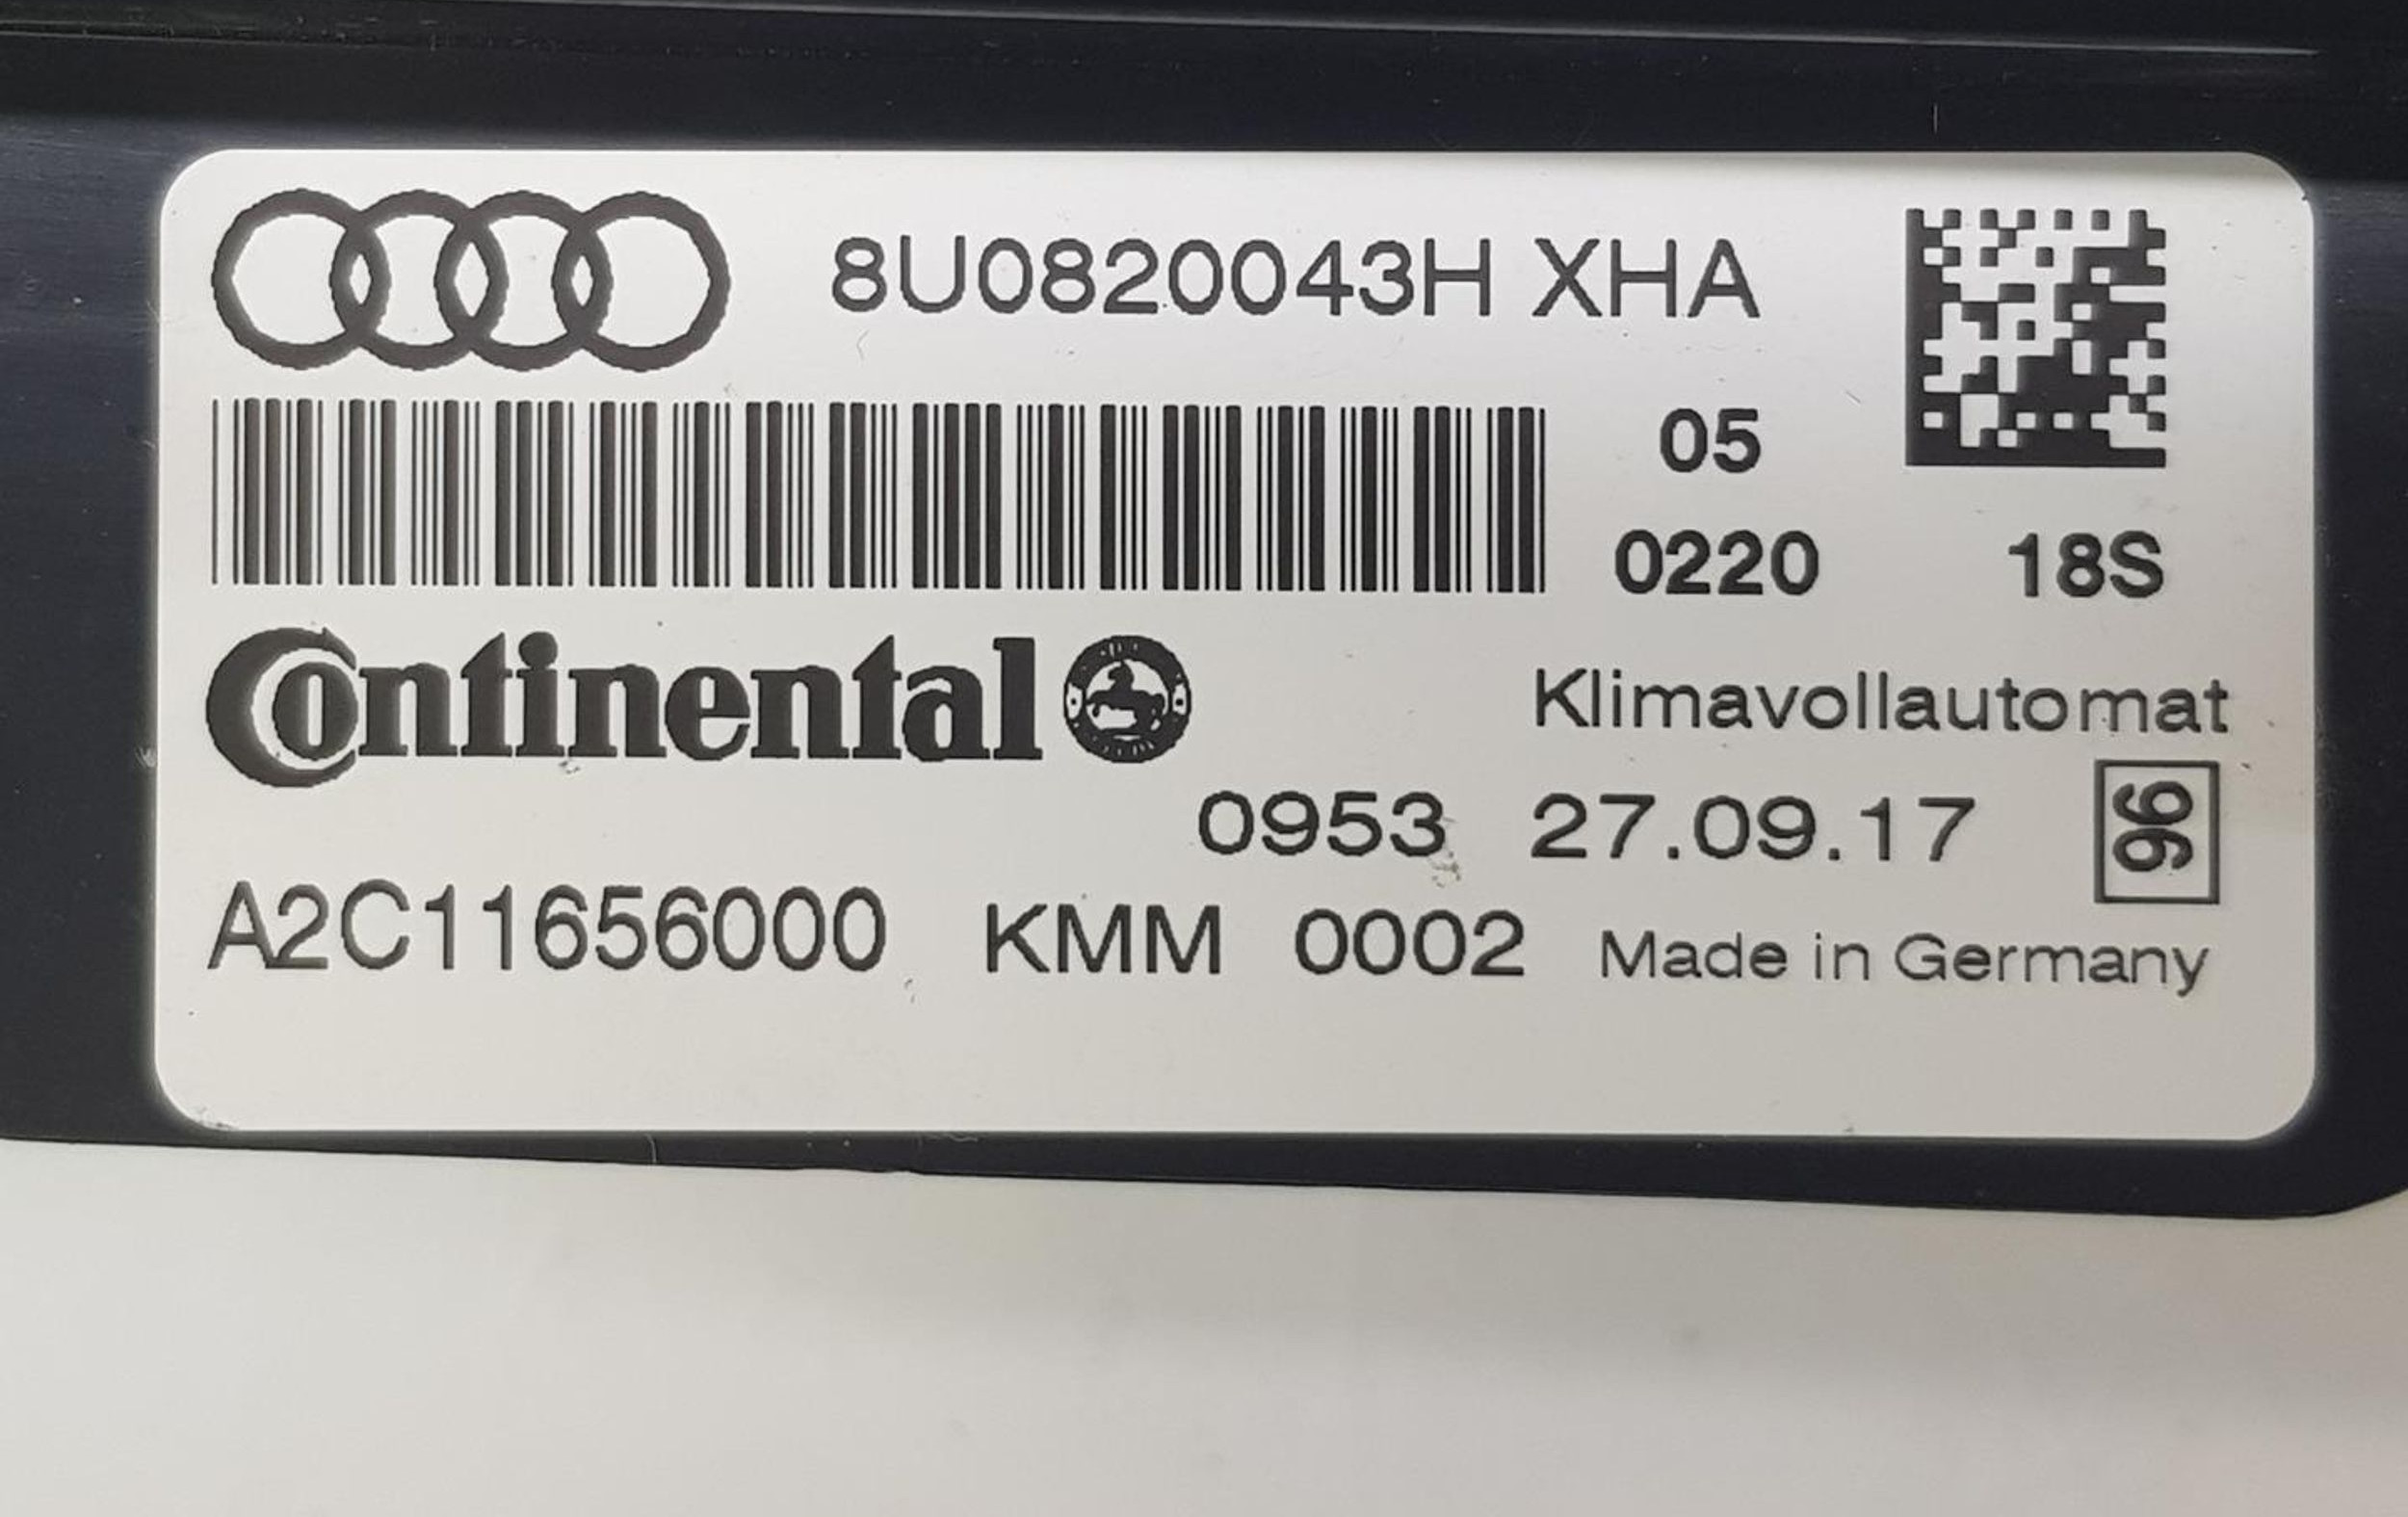 8U0820043H XHA
05
0220 18S
Continental
Klimavollautomat
0953 27.09.17 96
A2C11656000 KMM 0002 Made in Germany